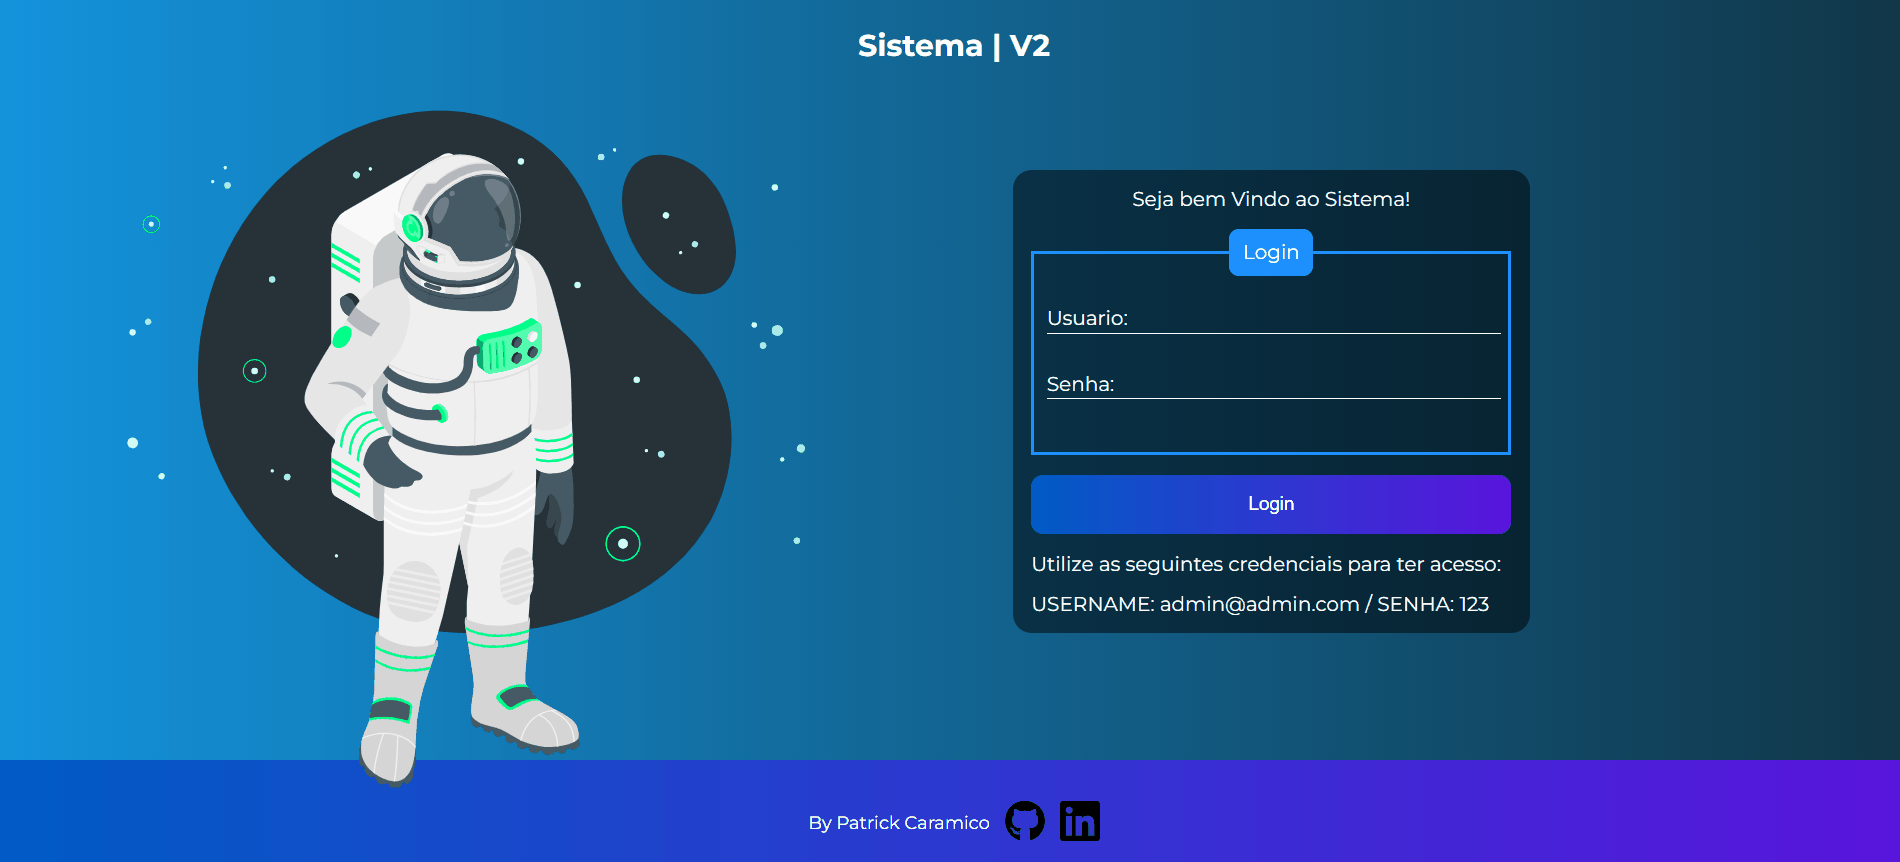 Sistema | V2
Seja bem Vindo ao Sistema!
Login
Usuario:
Senha:
Login
Utilize as seguintes credenciais para ter acesso:
USERNAME: admin@admin.com / SENHA: 123
By Patrick Caramico
in